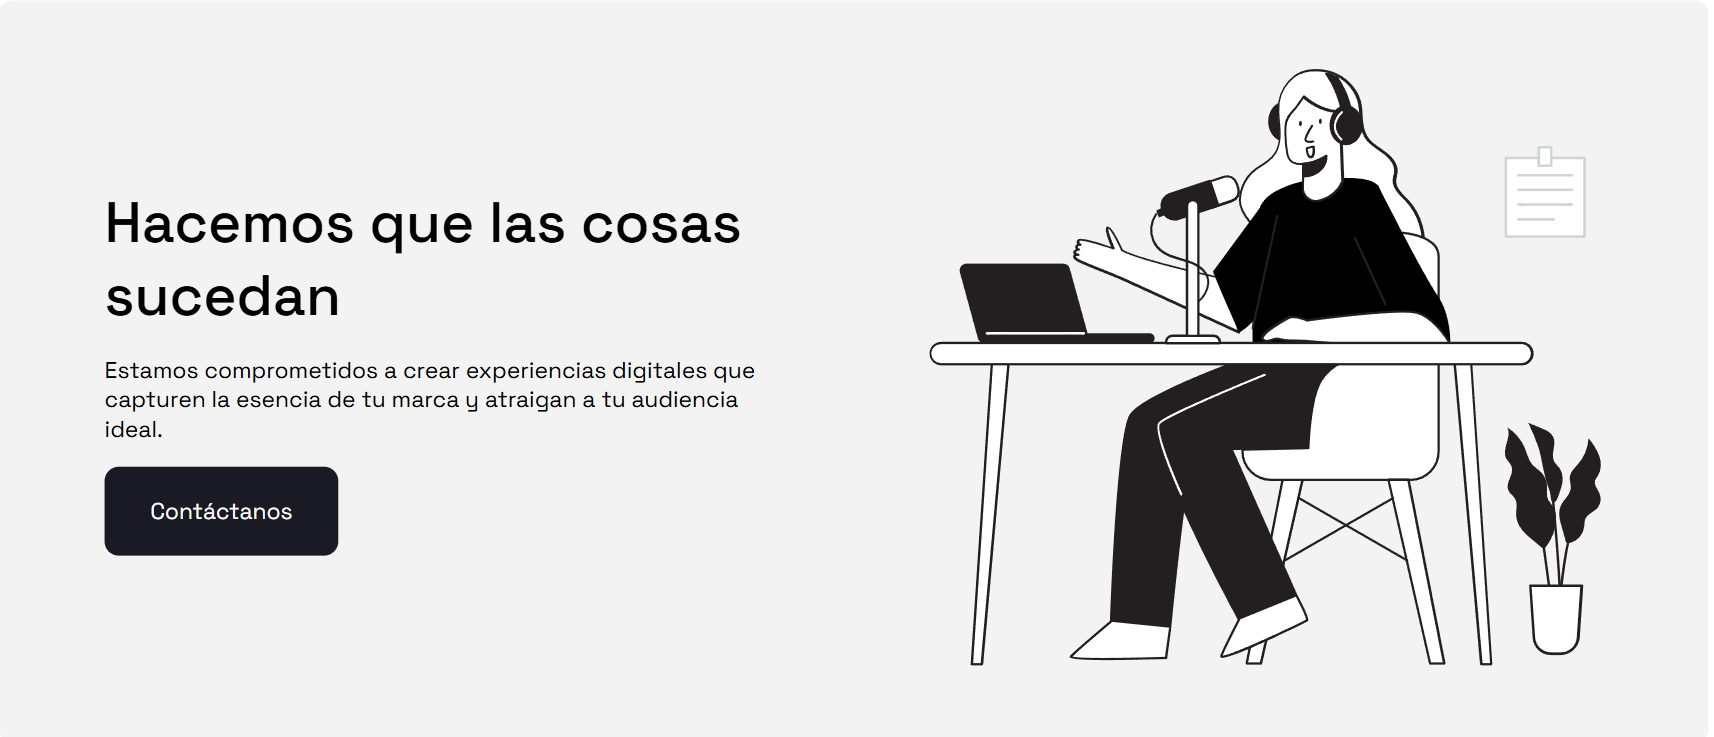 Hacemos que las cosas
sucedan
Estamos comprometidos a crear experiencias digitales que
capturen la esencia de tu marca y atraigan a tu audiencia
ideal.
Contáctanos